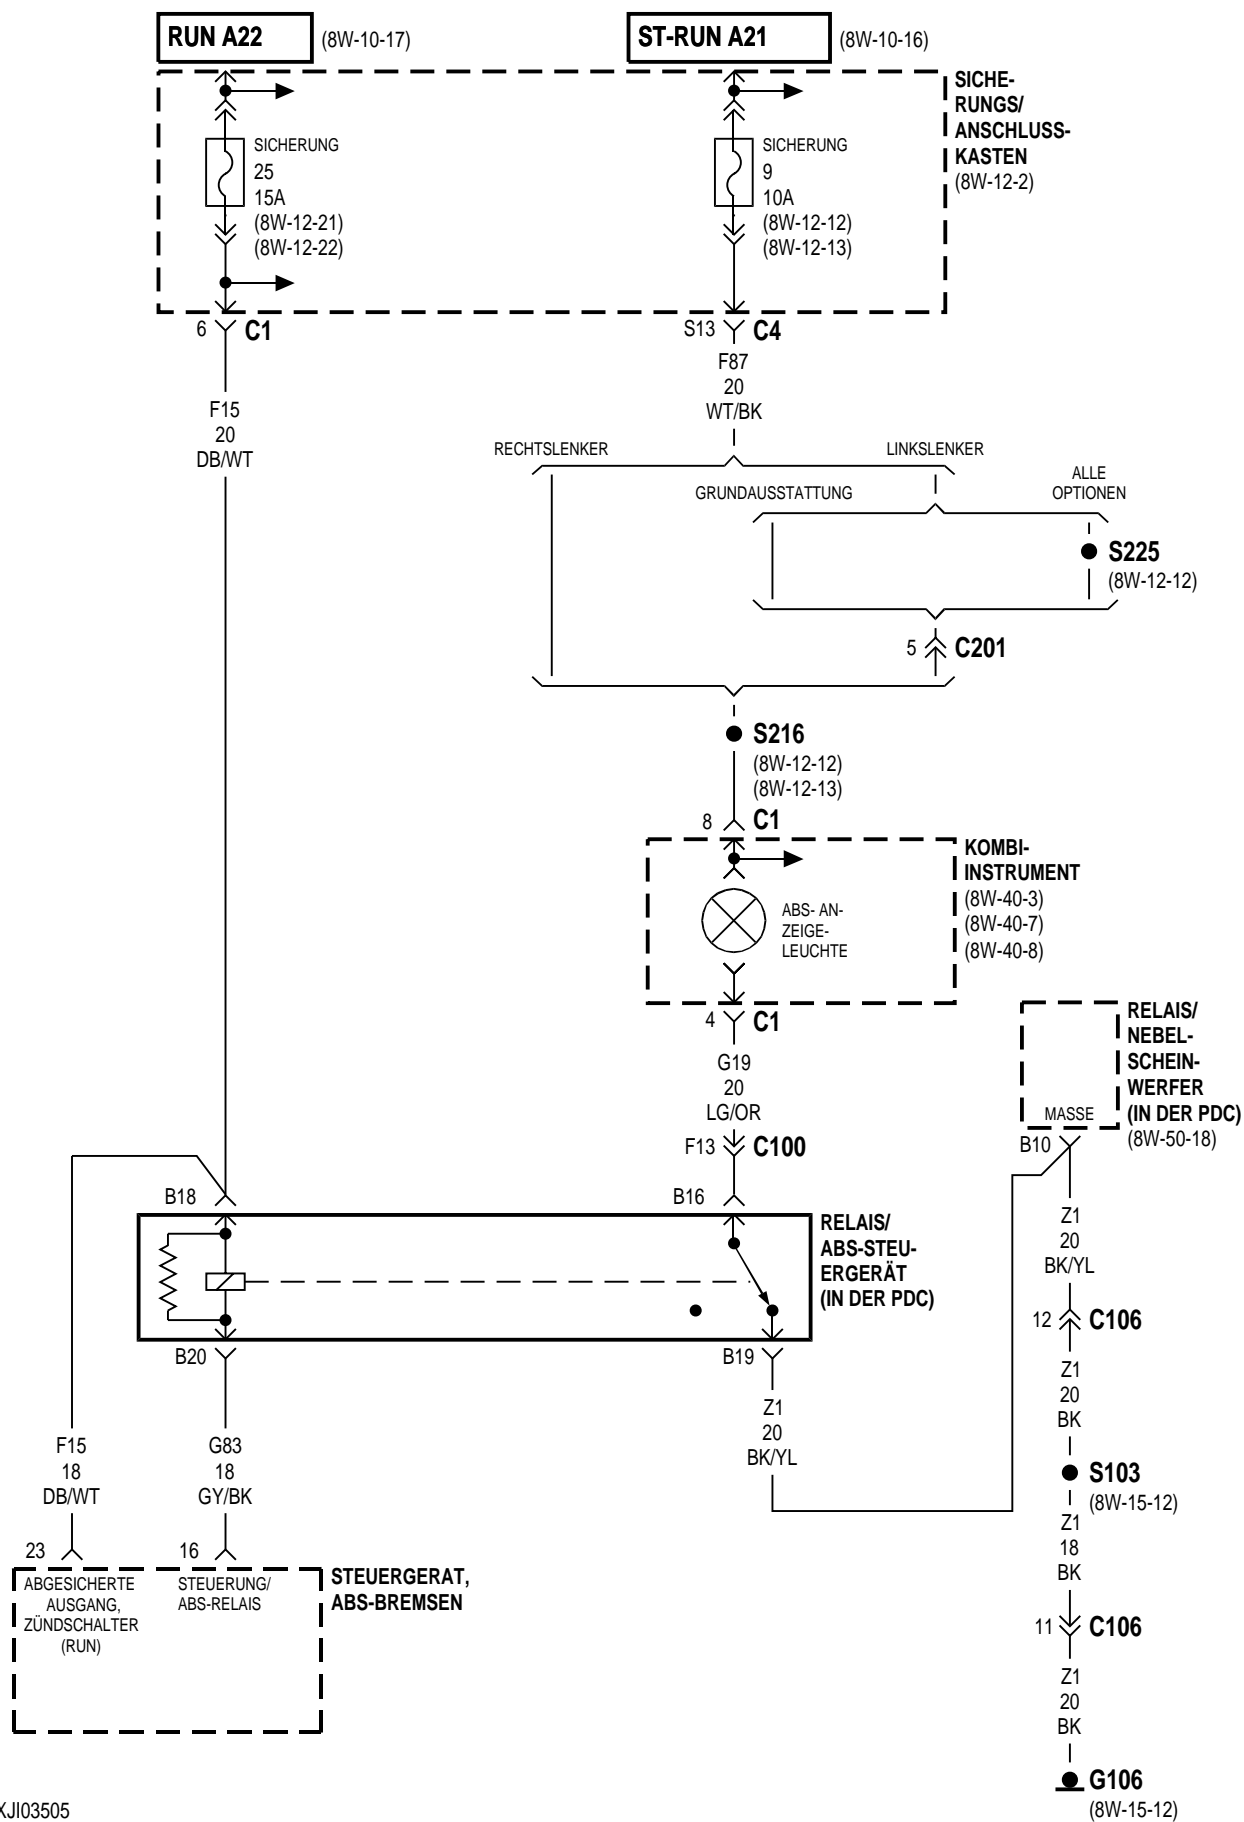 RUN A22
(8W-10-17)
ST-RUN A21
(8W-10-16)
SICHE-
RUNGS/
ANSCHLUSS-
KASTEN
(8W-12-2)
SICHERUNG
25
15A
(8W-12-21)
(8W-12-22)
SICHERUNG
9
10A
(8W-12-12)
(8W-12-13)
6
C1
S13
C4
F87
20
WT/BK
F15
20
DB/WT
RECHTSLENKER
LINKSLENKER
GRUNDAUSSTATTUNG
ALLE
OPTIONEN
S225
(8W-12-12)
5
C201
S216
(8W-12-12)
(8W-12-13)
8
C1
KOMBI-
INSTRUMENT
(8W-40-3)
(8W-40-7)
(8W-40-8)
ABS- AN-
ZEIGE-
LEUCHTE
4
C1
G19
20
LG/OR
F13
C100
RELAIS/
NEBEL-
SCHEIN-
WERFER
(IN DER PDC)
(8W-50-18)
MASSE
B10
B18
B16
RELAIS/
ABS-STEU-
ERGERÄT
(IN DER PDC)
Z1
20
BK/YL
12
C106
B20
B19
Z1
20
BK
Z1
20
BK/YL
F15
18
DB/WT
G83
18
GY/BK
S103
(8W-15-12)
Z1
18
BK
23
16
ABGESICHERTE
AUSGANG,
ZÜNDSCHALTER
(RUN)
STEUERUNG/
ABS-RELAIS
STEUERGERAT,
ABS-BREMSEN
11
C106
Z1
20
BK
G106
(8W-15-12)
XJI03505